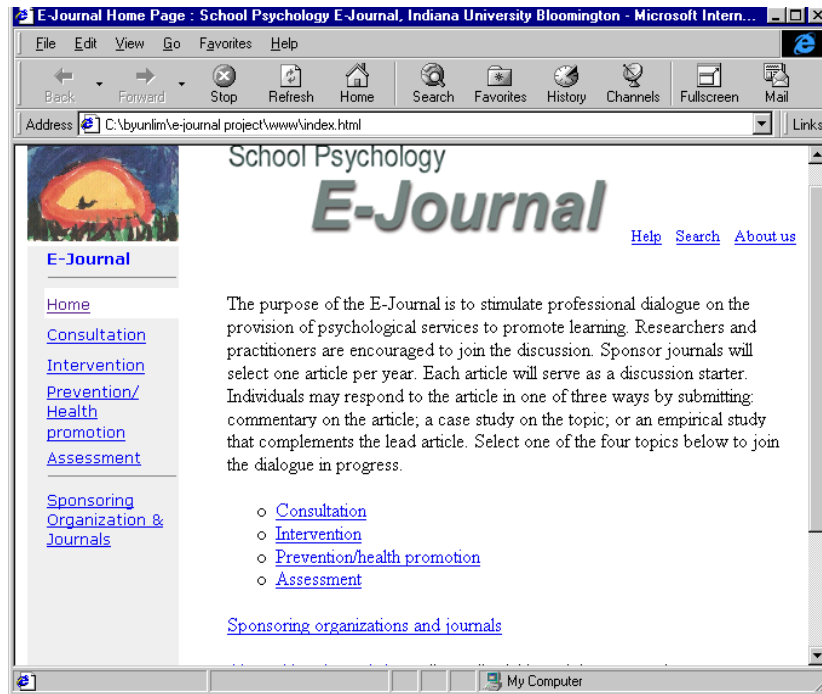 E-Journal Home Page : School Psychology E-Journal, Indiana University Bloomington - Microsoft Intern...
File Edit View Go Favorites Help
Back Forward Stop Refresh Home Search Favorites History Channels Fullscreen Mail
Address C:\byunlim\e-journal project\www\index.html Links
School Psychology
E-Journal
Help Search About us
E-Journal
Home
Consultation
Intervention
Prevention/
Health
promotion
Assessment
Sponsoring
Organization &
Journals
The purpose of the E-Journal is to stimulate professional dialogue on the
provision of psychological services to promote learning. Researchers and
practitioners are encouraged to join the discussion. Sponsor journals will
select one article per year. Each article will serve as a discussion starter.
Individuals may respond to the article in one of three ways by submitting:
commentary on the article; a case study on the topic; or an empirical study
that complements the lead article. Select one of the four topics below to join
the dialogue in progress.
Consultation
Intervention
Prevention/health promotion
Assessment
Sponsoring organizations and journals
My Computer